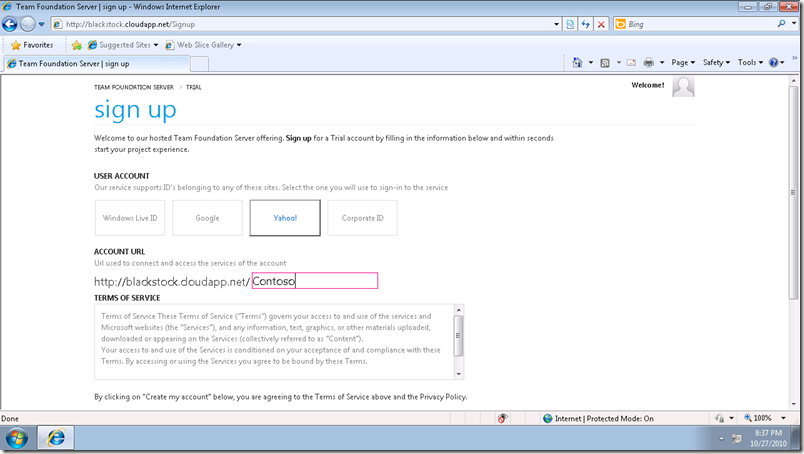 Team Foundation Server | sign up - Windows Internet Explorer
http://blackstock.cloudapp.net/Signup
Bing
Favorites
Suggested Sites
Web Slice Gallery
Team Foundation Server | sign up
Page
Safety
Tools
TEAM FOUNDATION SERVER › TRIAL
Welcome!
sign up
Welcome to our hosted Team Foundation Server offering. Sign up for a Trial account by filling in the information below and within seconds
start your project experience.
USER ACCOUNT
Our service supports ID's belonging to any of these sites. Select the one you will use to sign-in to the service
Windows Live ID
Google
Yahoo!
Corporate ID
ACCOUNT URL
Url used to connect and access the services of the account
http://blackstock.cloudapp.net/ Contoso
TERMS OF SERVICE
Terms of Service These Terms of Service ("Terms") govern your access to and use of the services and
Microsoft websites (the "Services"), and any information, text, graphics, or other materials uploaded,
downloaded or appearing on the Services (collectively referred to as "Content").
Your access to and use of the Services is conditioned on your acceptance of and compliance with these
Terms. By accessing or using the Services you agree to be bound by these Terms.
By clicking on "Create my account" below, you are agreeing to the Terms of Service above and the Privacy Policy.
Done
Internet | Protected Mode: On
100%
8:37 PM
10/27/2010